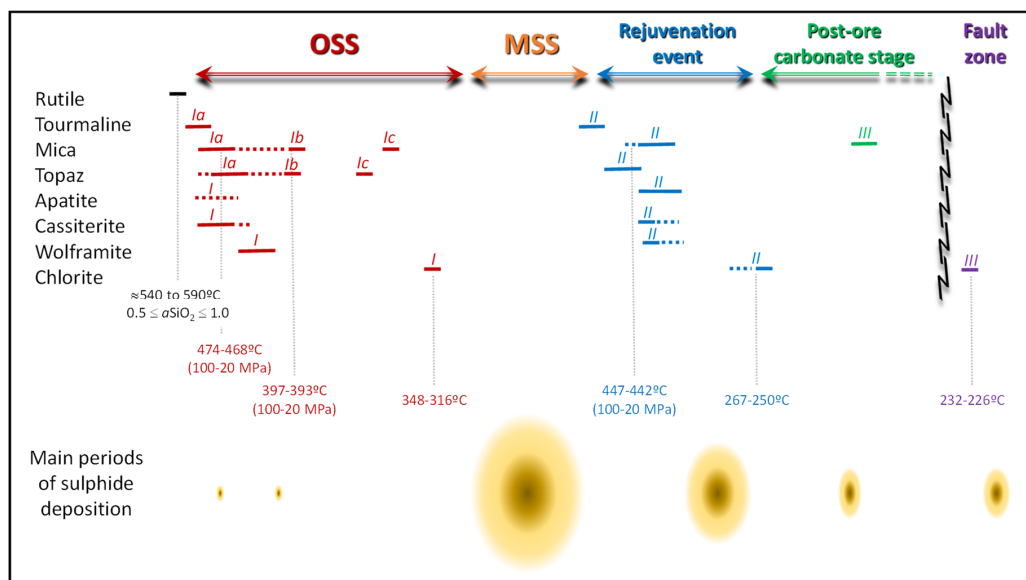 OSS
MSS
Rejuvenation
event
Post-ore
carbonate stage
Fault
zone
Rutile
Tourmaline Ia II
Mica Ia Ib Ic II III
Topaz Ia Ib Ic II
Apatite I II
Cassiterite I II
Wolframite I II
Chlorite I II III
≈540 to 590ºC
0.5 ≤ aSiO₂ ≤ 1.0
474-468ºC
(100-20 MPa)
397-393ºC
(100-20 MPa)
348-316ºC
447-442ºC
(100-20 MPa)
267-250ºC
232-226ºC
Main periods
of sulphide
deposition